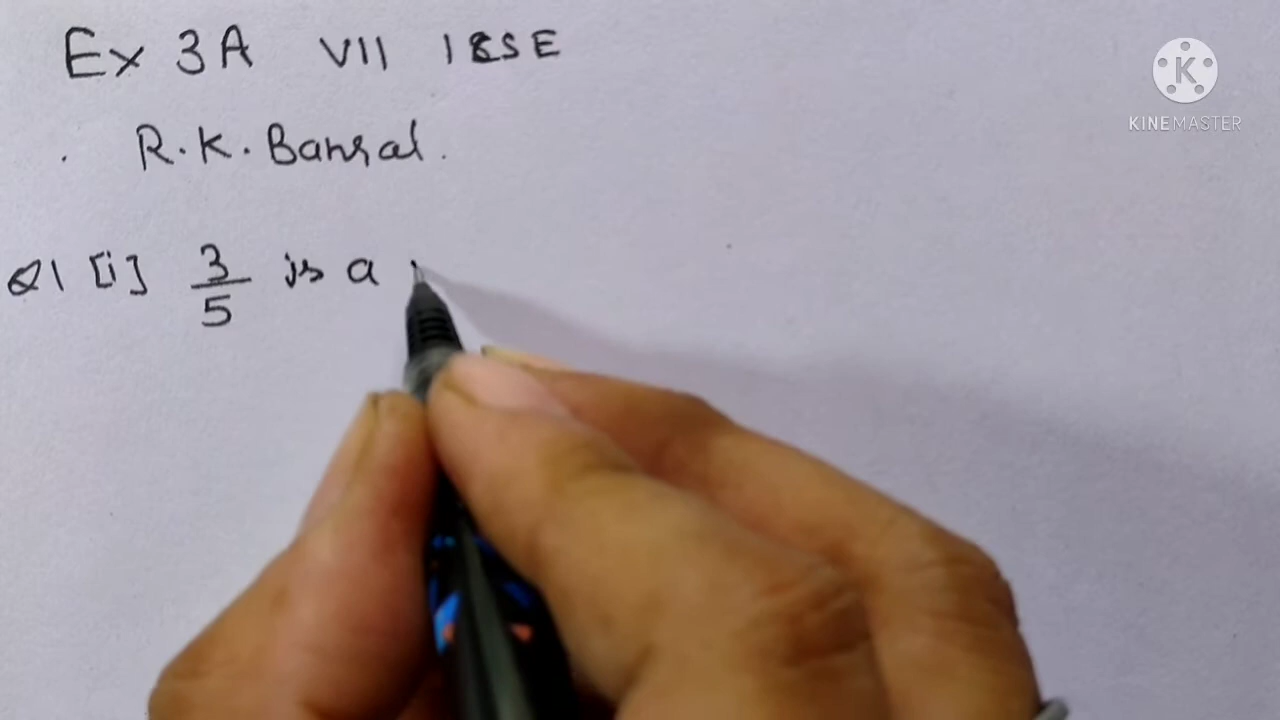 Ex 3A VII ICSE
R.K. Bansal.
Q1 [i] 3/5 is a
K
KINEMASTER